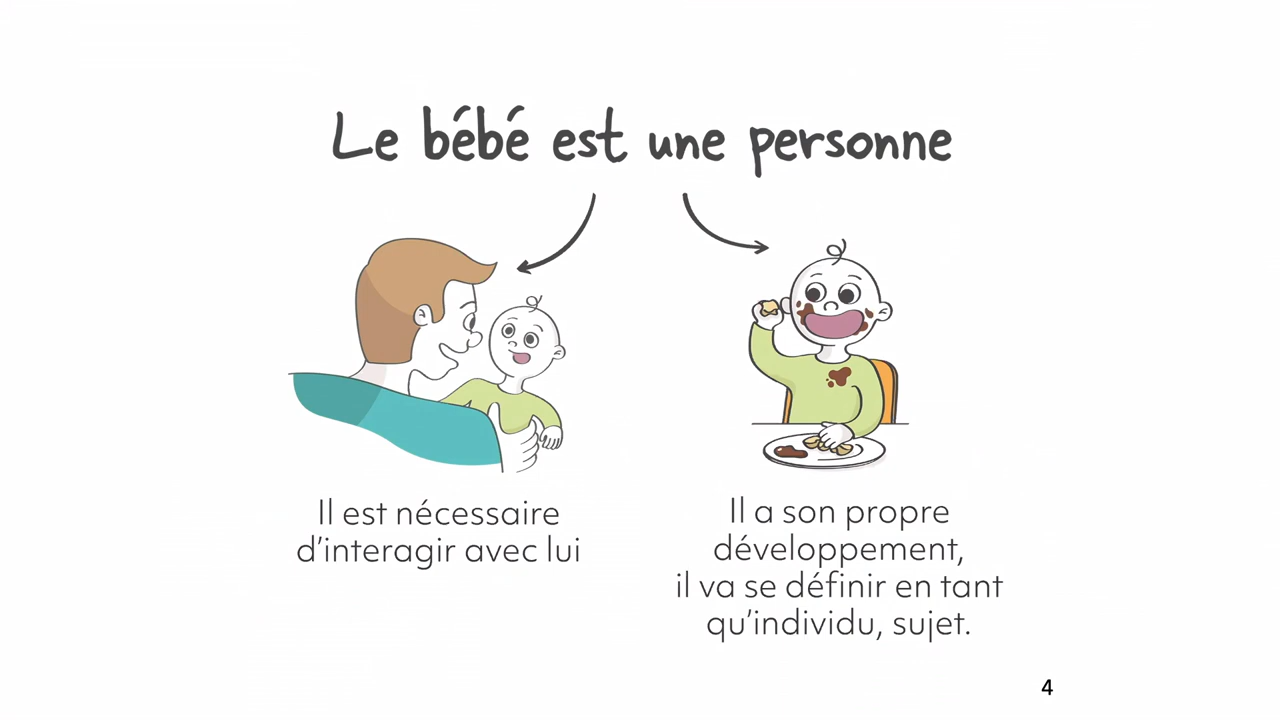 Le bébé est une personne
Il est nécessaire
d'interagir avec lui
Il a son propre
développement,
il va se définir en tant
qu'individu, sujet.
4